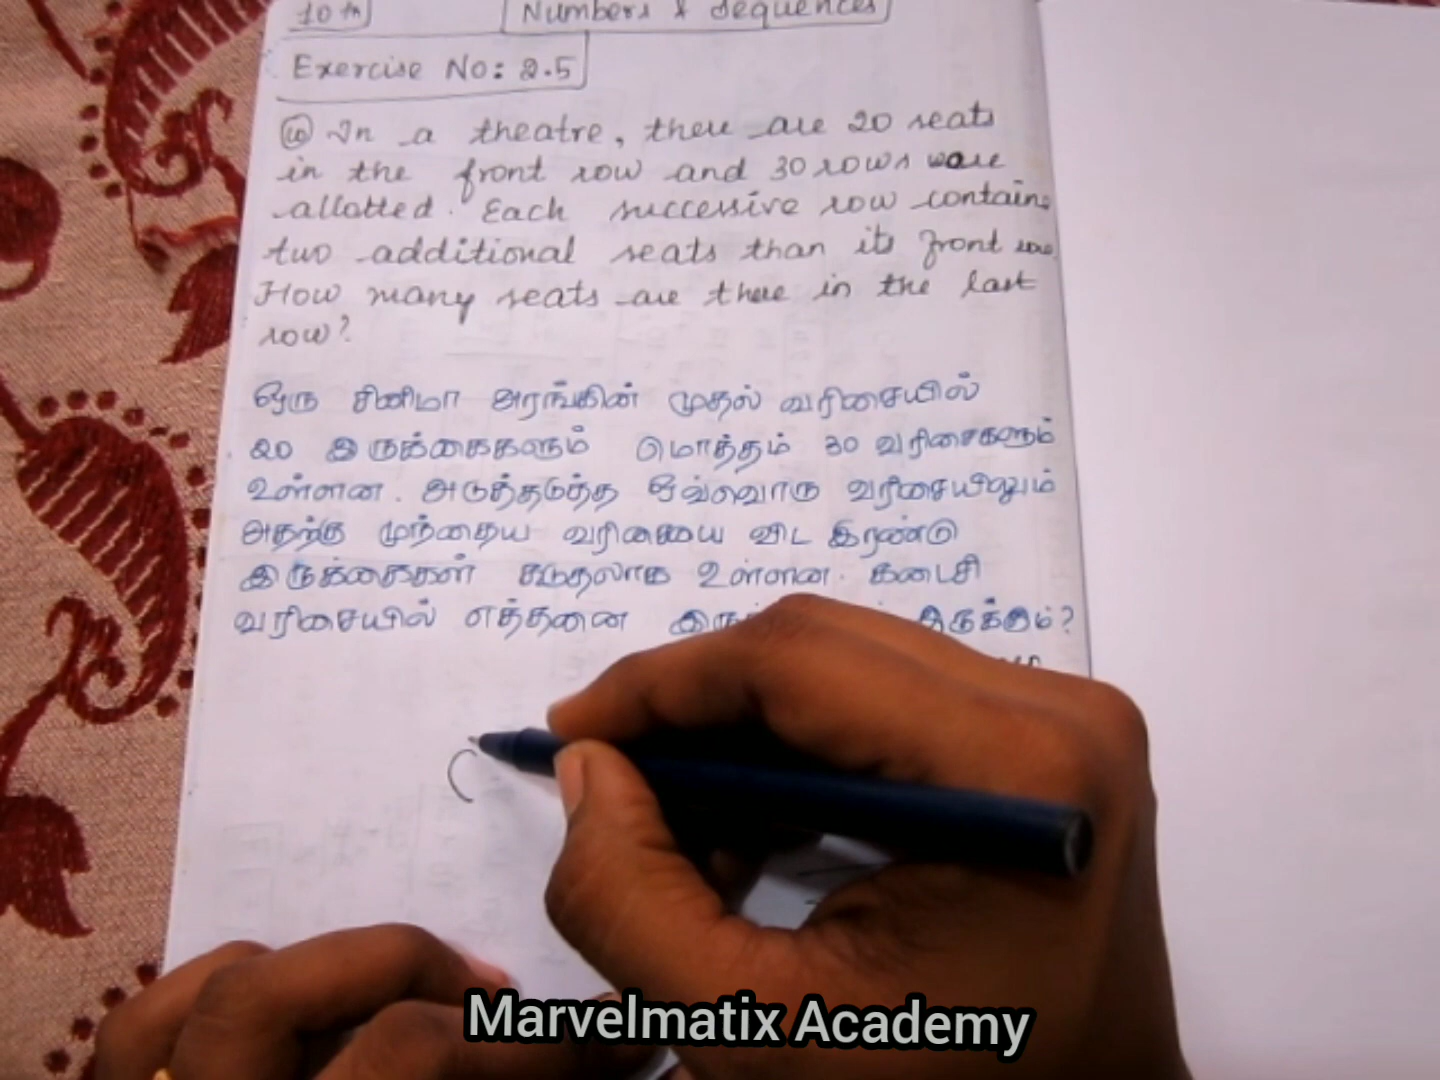 10th
Numbers & Sequences
Exercise No: 2.5
(10) In a theatre, there are 20 seats
in the front row and 30 rows were
allotted. Each successive row contains
two additional seats than its front row.
How many seats are there in the last
row?
ஒரு சினிமா அரங்கின் முதல் வரிசையில்
20 இருக்கைகளும் மொத்தம் 30 வரிசைகளும்
உள்ளன. அடுத்தடுத்த ஒவ்வொரு வரிசையிலும்
அதற்கு முந்தைய வரிசையை விட இரண்டு
இருக்கைகள் கூடுதலாக உள்ளன. கடைசி
வரிசையில் எத்தனை இருக்கும்?
Marvelmatix Academy